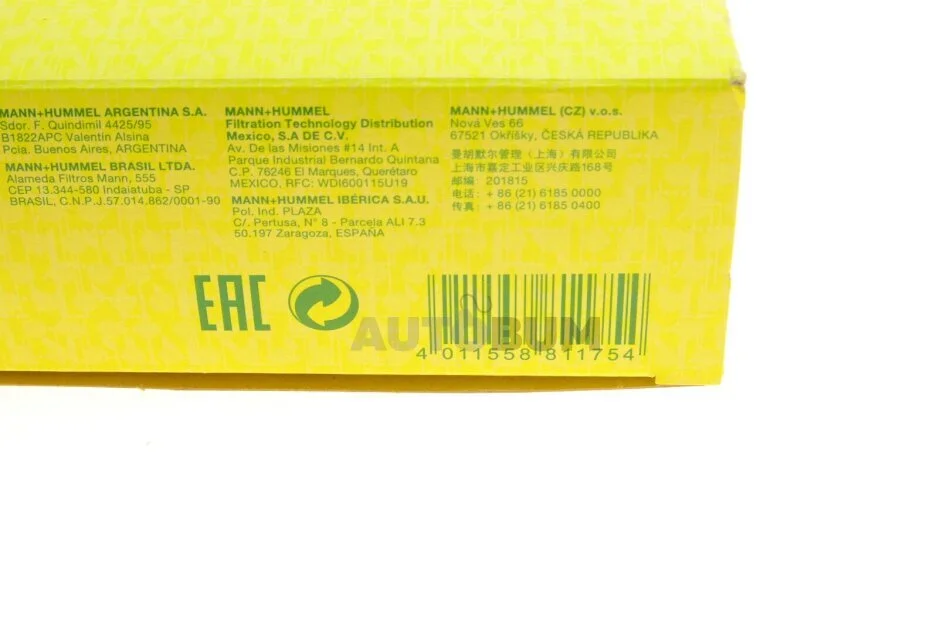 MANN+HUMMEL ARGENTINA S.A.
Sdor. F. Quindimil 4425/95
B1822APC Valentin Alsina
Pcia. Buenos Aires, ARGENTINA
MANN+HUMMEL BRASIL LTDA.
Alameda Filtros Mann, 555
CEP 13.344-580 Indaiatuba - SP
BRASIL, C.N.P.J.57.014.862/0001-90
MANN+HUMMEL
Filtration Technology Distribution
Mexico, S.A DE C.V.
Av. De las Misiones #14 Int. A
Parque Industrial Bernardo Quintana
C.P. 76246 El Marques, Querétaro
MEXICO, RFC: WDI600115U19
MANN+HUMMEL IBÉRICA S.A.U.
Pol. Ind. PLAZA
C/. Pertusa, N° 8 - Parcela ALI 7.3
50.197 Zaragoza, ESPAÑA
MANN+HUMMEL (CZ) v.o.s.
Nová Ves 66
67521 Okříšky, ČESKÁ REPUBLIKA
曼胡默尔管理（上海）有限公司
上海市嘉定工业区兴庆路168号
邮编: 201815
电话: +86 (21) 6185 0000
传真: +86 (21) 6185 0400
EAC
AUTOBUM
4 011558 811754